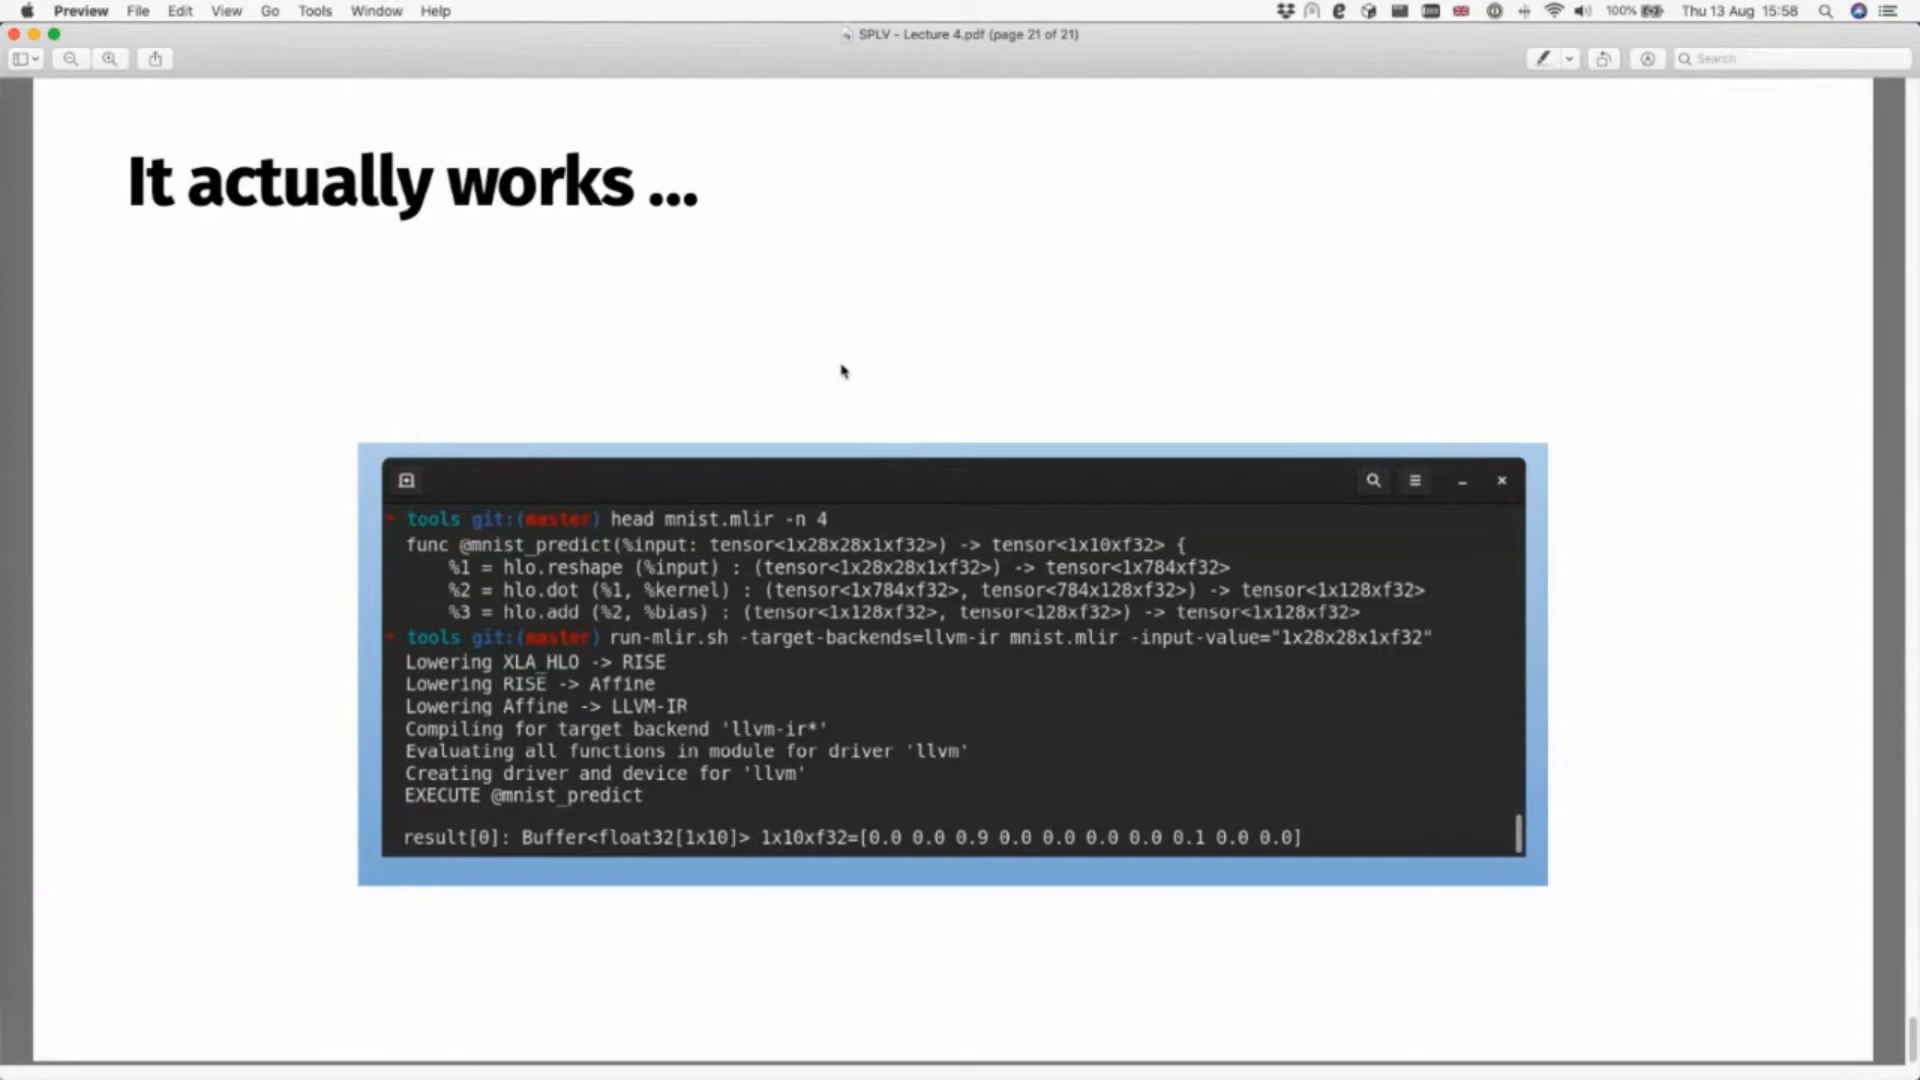 Preview File Edit View Go Tools Window Help 100% Thu 13 Aug 15:58
SPLV - Lecture 4.pdf (page 21 of 21)
Search
It actually works ...
tools git:(master) head mnist.mlir -n 4
func @mnist_predict(%input: tensor<1x28x28x1xf32>) -> tensor<1x10xf32> {
%1 = hlo.reshape (%input) : (tensor<1x28x28x1xf32>) -> tensor<1x784xf32>
%2 = hlo.dot (%1, %kernel) : (tensor<1x784xf32>, tensor<784x128xf32>) -> tensor<1x128xf32>
%3 = hlo.add (%2, %bias) : (tensor<1x128xf32>, tensor<128xf32>) -> tensor<1x128xf32>
tools git:(master) run-mlir.sh -target-backends=llvm-ir mnist.mlir -input-value="1x28x28x1xf32"
Lowering XLA_HLO -> RISE
Lowering RISE -> Affine
Lowering Affine -> LLVM-IR
Compiling for target backend 'llvm-ir*'
Evaluating all functions in module for driver 'llvm'
Creating driver and device for 'llvm'
EXECUTE @mnist_predict
result[0]: Buffer<float32[1x10]> 1x10xf32=[0.0 0.0 0.9 0.0 0.0 0.0 0.0 0.1 0.0 0.0]